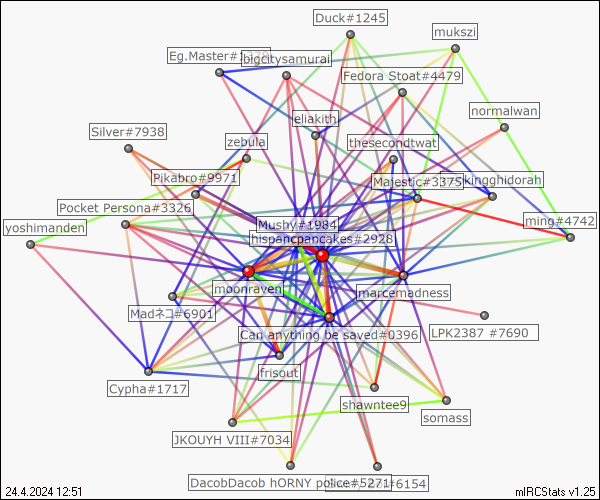 Duck#1245
mukszi
Eg.Master#
bigcitysamurai
Fedora Stoat#4479
normalwan
eliakith
Silver#7938
zebula
thesecondtwat
Pikabro#9971
Majestic#3375
kingghidorah
Pocket Persona#3326
ming#4742
yoshimanden
Mushy#1984
hispancpancakes#2928
moonraven
marcemadness
Madネコ#6901
Can anything be saved#0396
LPK2387 #7690
frisout
Cypha#1717
shawntee9
somass
JKOUYH VIII#7034
DacobDacob hORNY police#5271
#6154
24.4.2024 12:51
mIRCStats v1.25